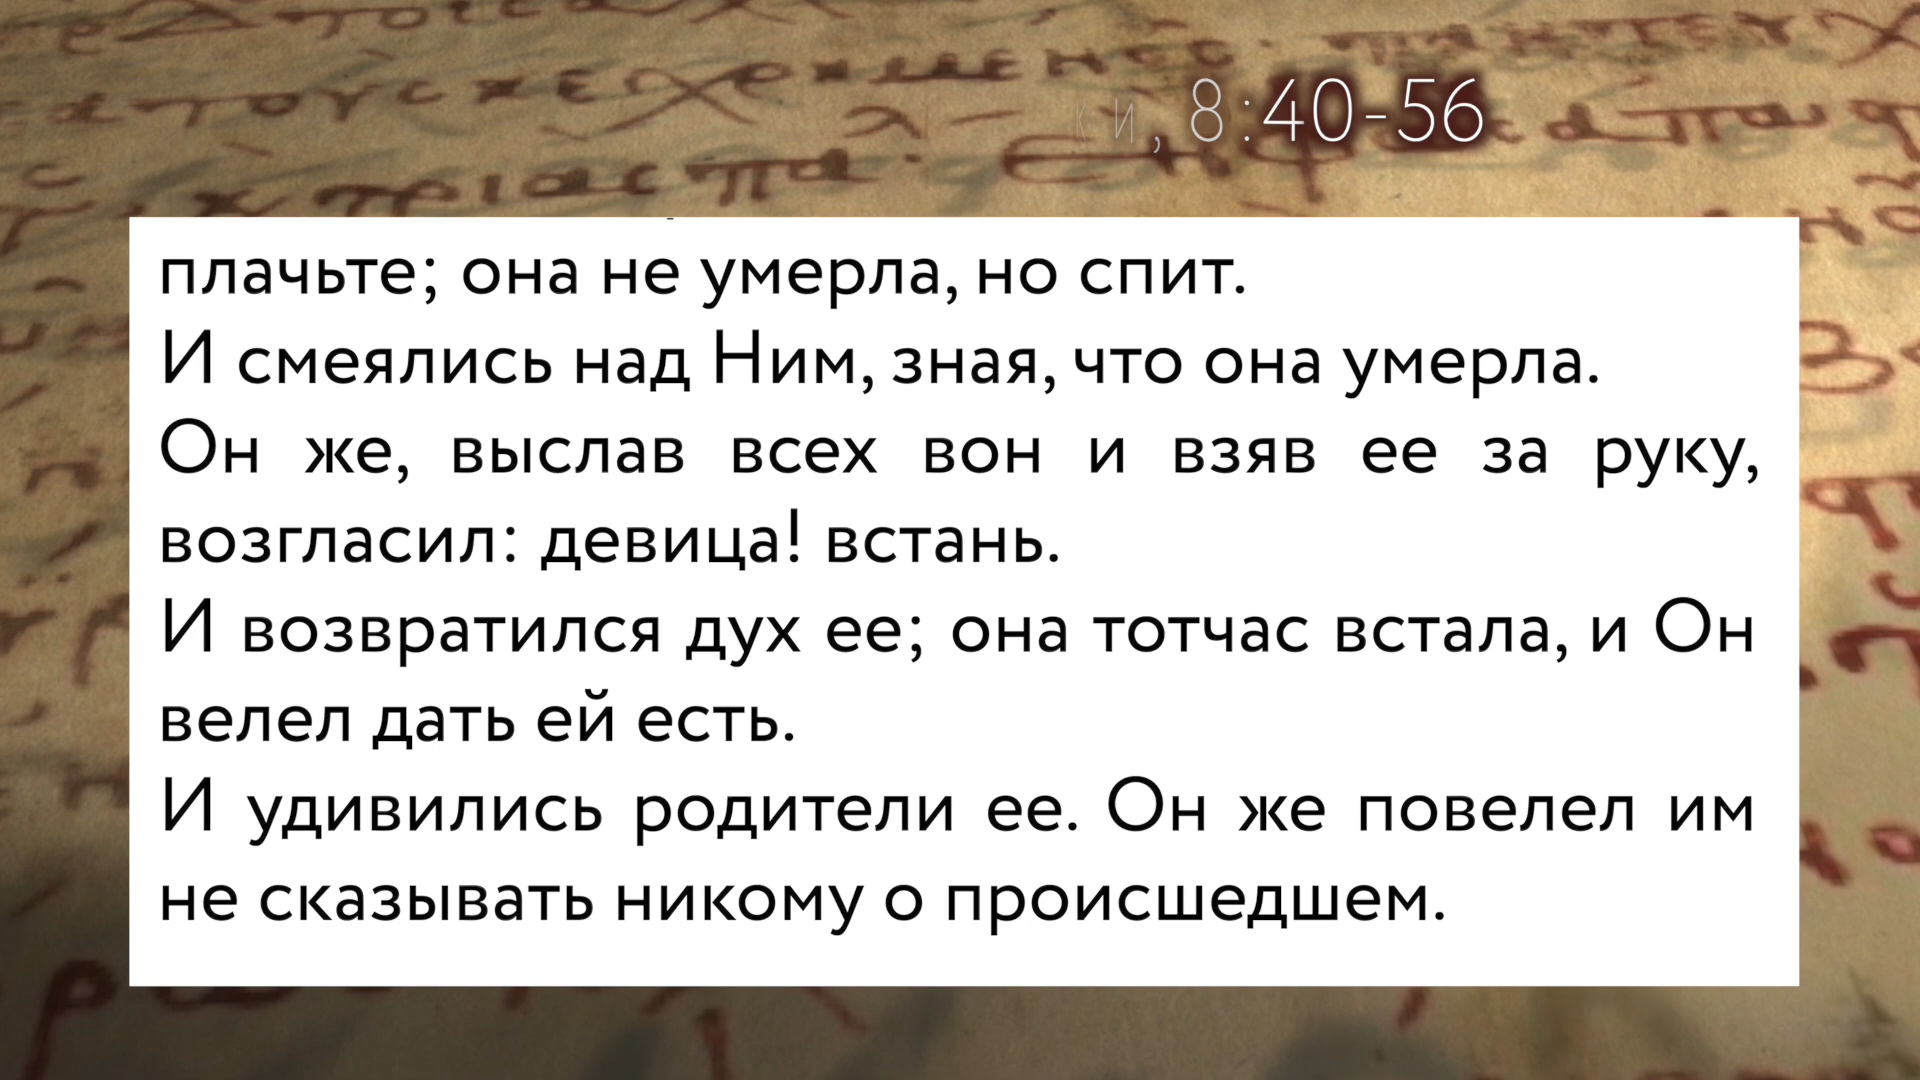 ки, 8:40-56
плачьте; она не умерла, но спит.
И смеялись над Ним, зная, что она умерла.
Он же, выслав всех вон и взяв ее за руку,
возгласил: девица! встань.
И возвратился дух ее; она тотчас встала, и Он
велел дать ей есть.
И удивились родители ее. Он же повелел им
не сказывать никому о происшедшем.